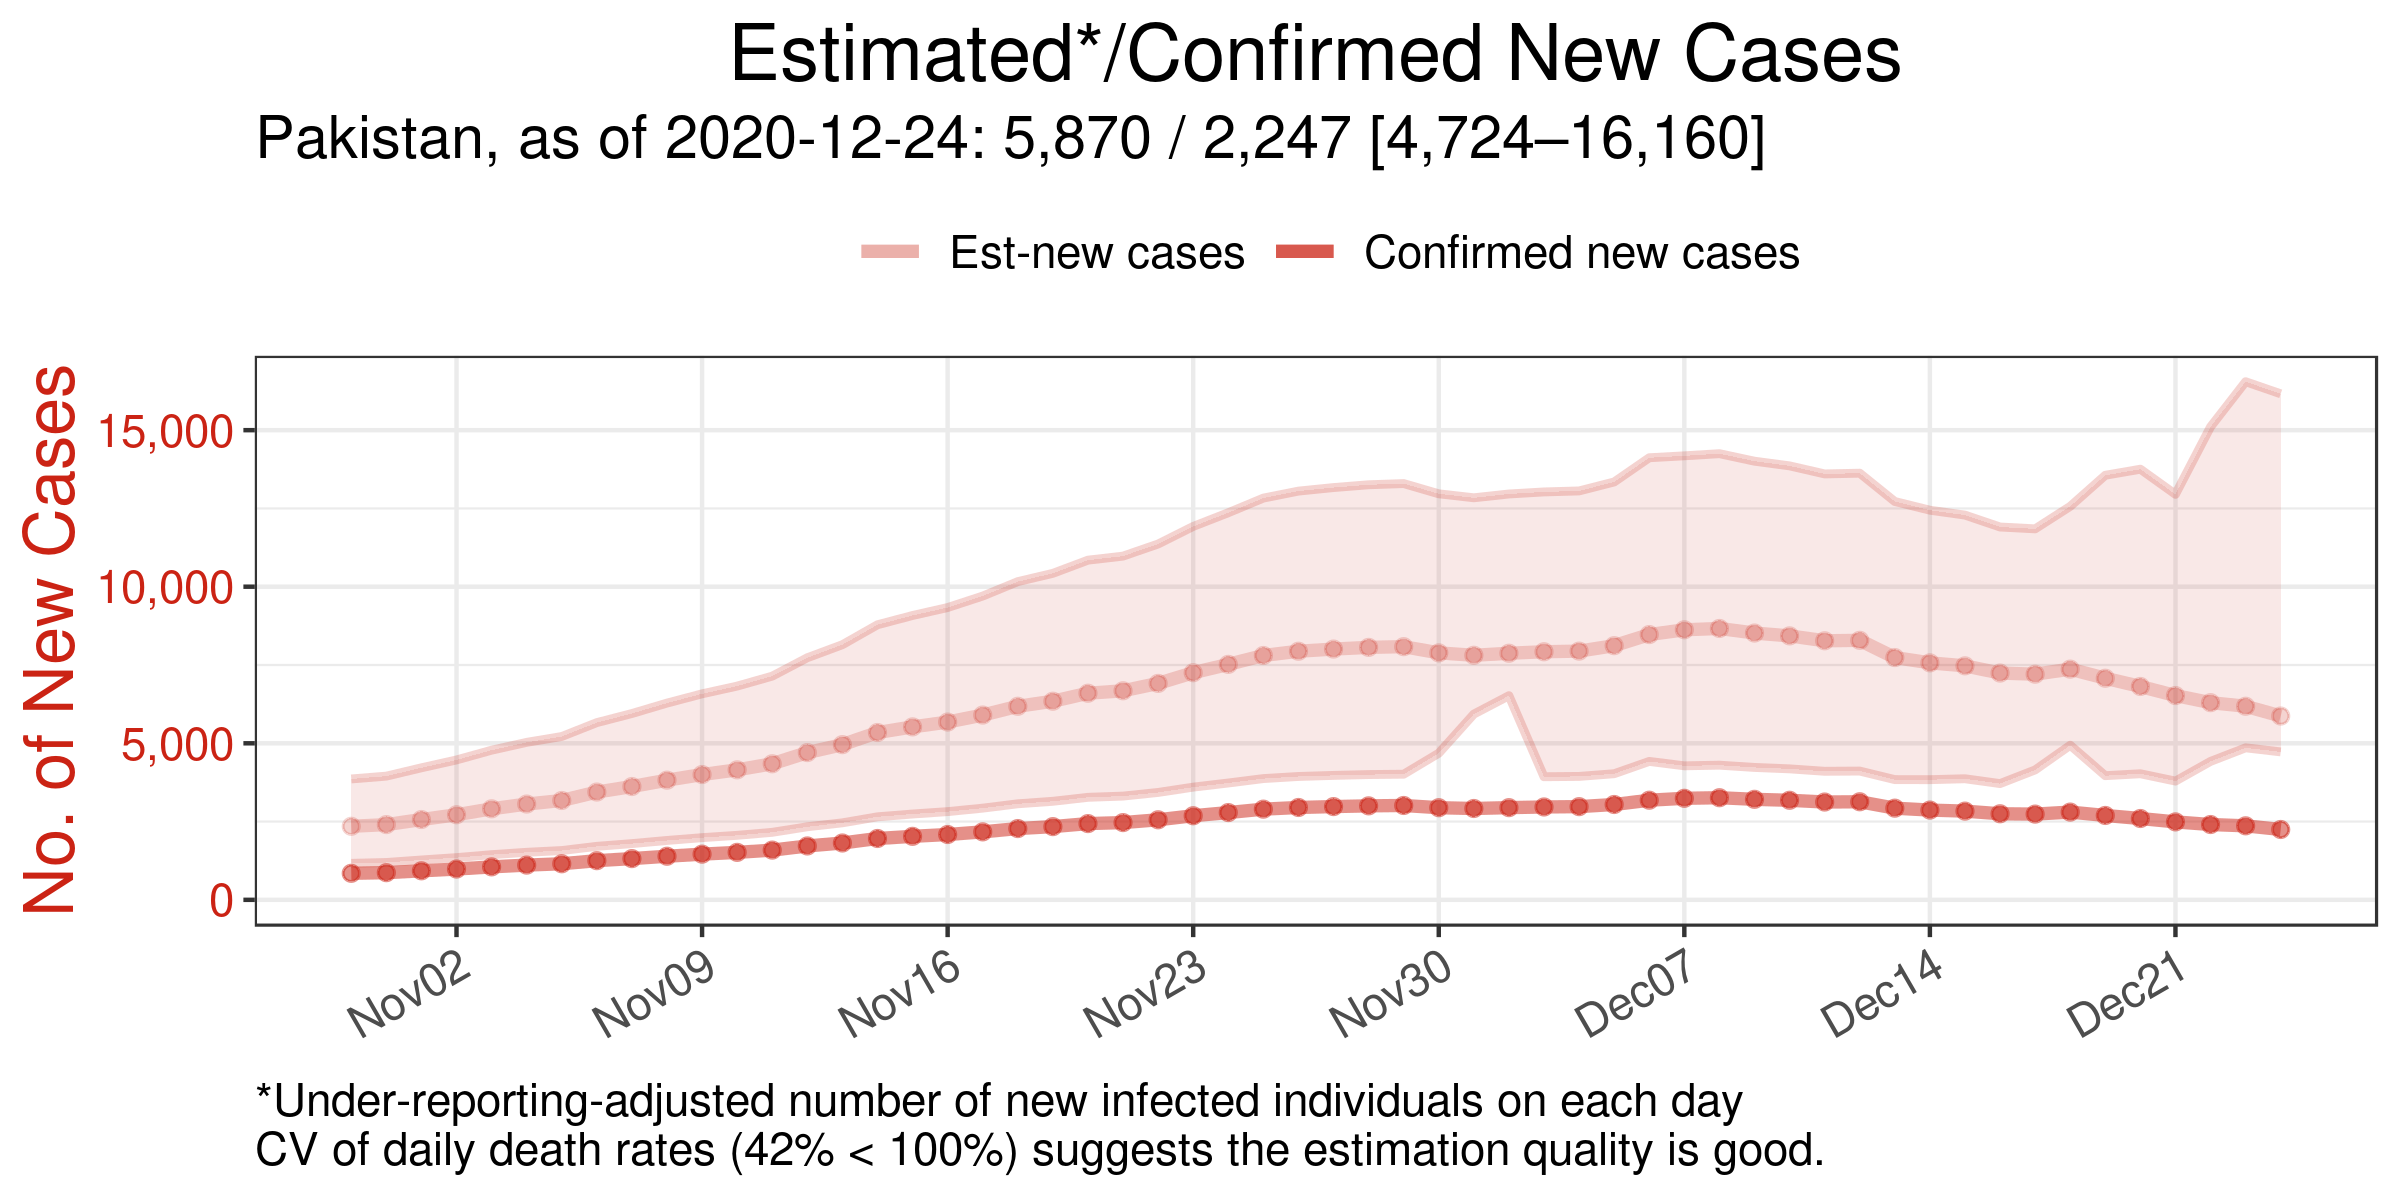 Estimated*/Confirmed New Cases
Pakistan, as of 2020-12-24: 5,870 / 2,247 [4,724–16,160]
Est-new cases
Confirmed new cases
No. of New Cases
15,000
10,000
5,000
0
Nov02
Nov09
Nov16
Nov23
Nov30
Dec07
Dec14
Dec21
*Under-reporting-adjusted number of new infected individuals on each day
CV of daily death rates (42% < 100%) suggests the estimation quality is good.